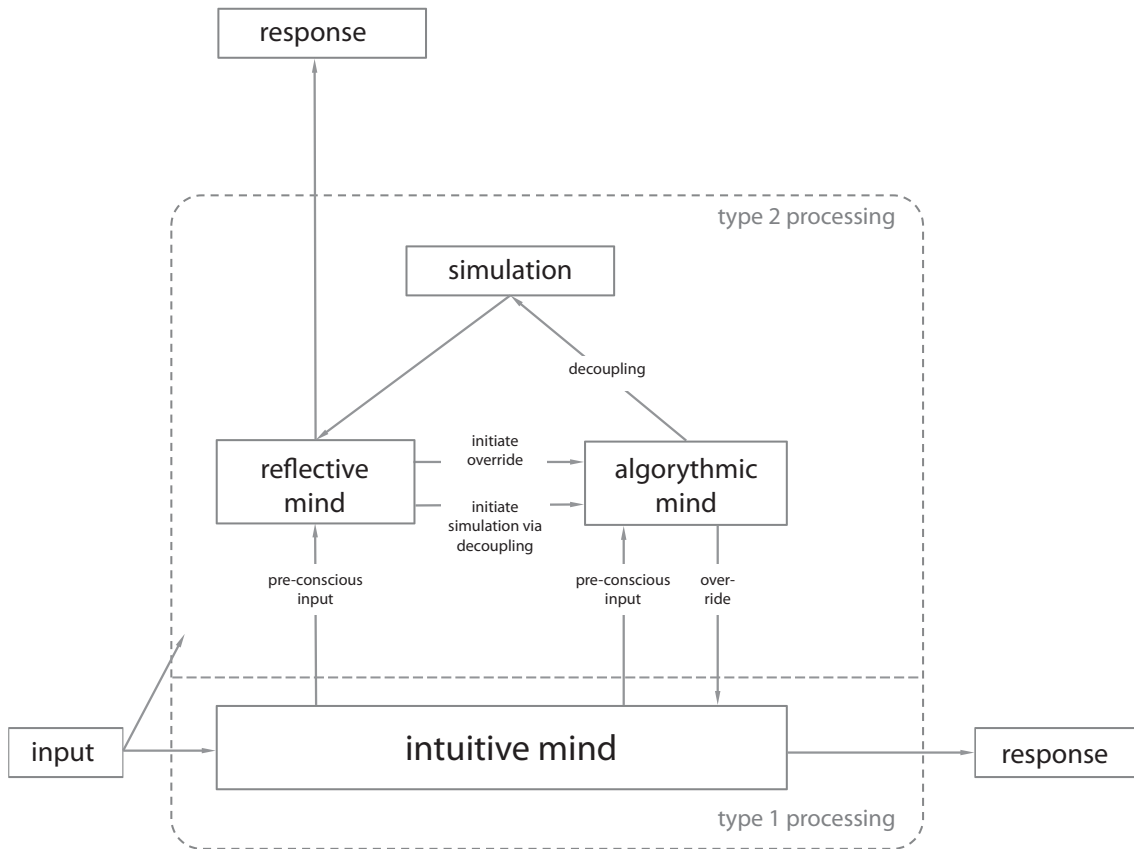 response
type 2 processing
simulation
decoupling
reflective
mind
initiate
override
initiate
simulation via
decoupling
algorythmic
mind
pre-conscious
input
pre-conscious
input
over-
ride
input
intuitive mind
response
type 1 processing